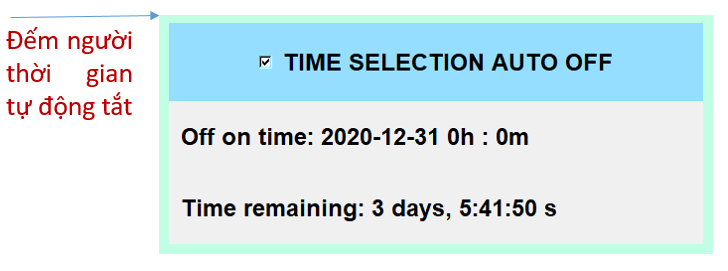 Đếm người
thời gian
tự động tắt
TIME SELECTION AUTO OFF
Off on time: 2020-12-31 0h : 0m
Time remaining: 3 days, 5:41:50 s